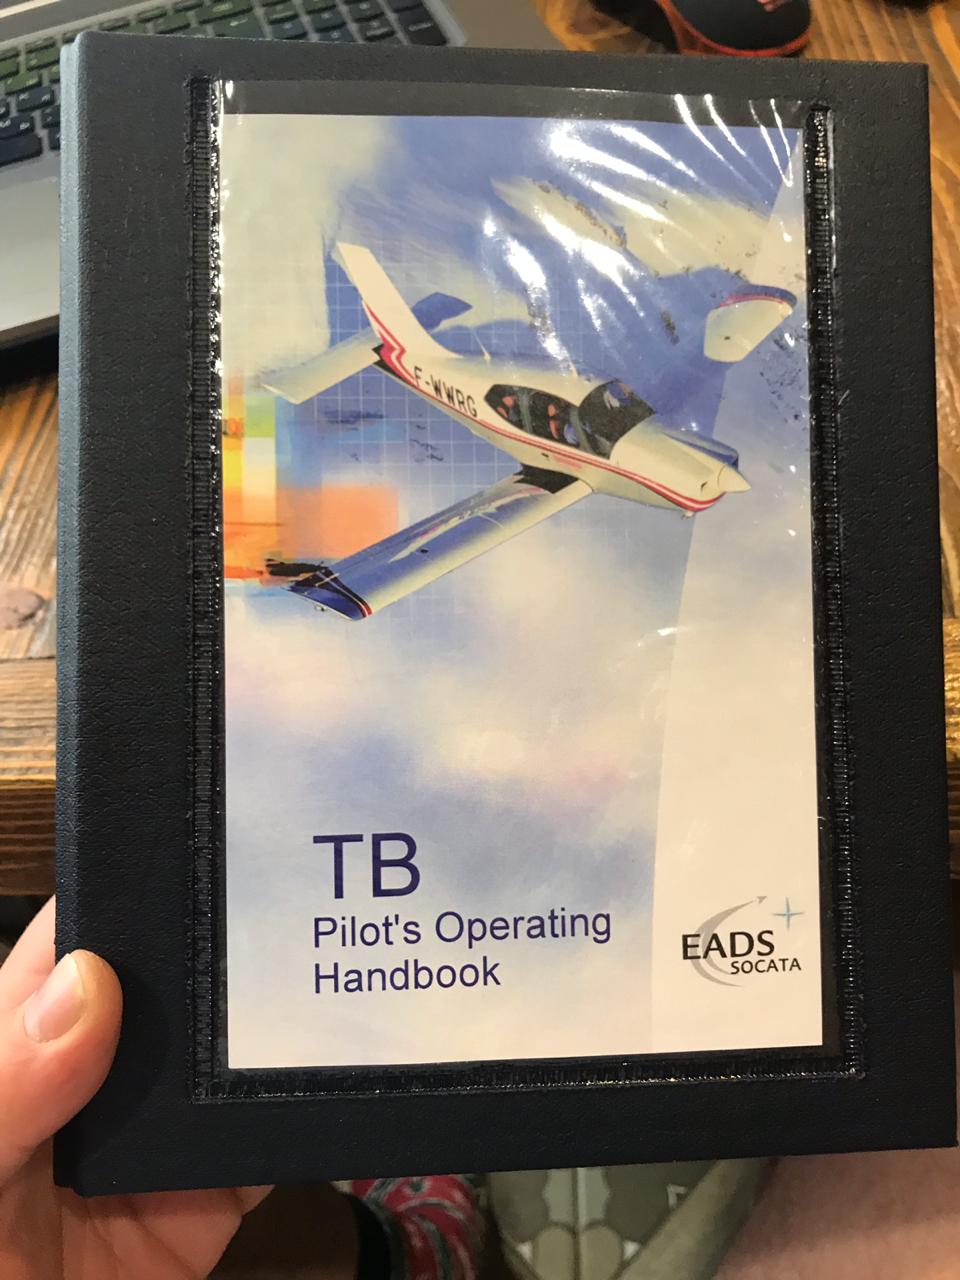 F-WWRG
TB
Pilot's Operating
Handbook
EADS
SOCATA